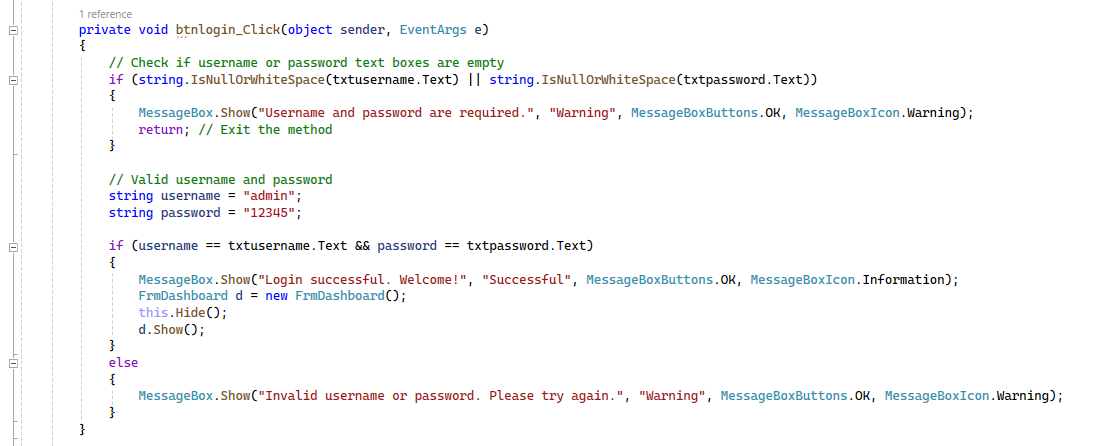 1 reference
private void btnlogin_Click(object sender, EventArgs e)
{
// Check if username or password text boxes are empty
if (string.IsNullOrWhiteSpace(txtusername.Text) || string.IsNullOrWhiteSpace(txtpassword.Text))
{
MessageBox.Show("Username and password are required.", "Warning", MessageBoxButtons.OK, MessageBoxIcon.Warning);
return; // Exit the method
}
// Valid username and password
string username = "admin";
string password = "12345";
if (username == txtusername.Text && password == txtpassword.Text)
{
MessageBox.Show("Login successful. Welcome!", "Successful", MessageBoxButtons.OK, MessageBoxIcon.Information);
FrmDashboard d = new FrmDashboard();
this.Hide();
d.Show();
}
else
{
MessageBox.Show("Invalid username or password. Please try again.", "Warning", MessageBoxButtons.OK, MessageBoxIcon.Warning);
}
}